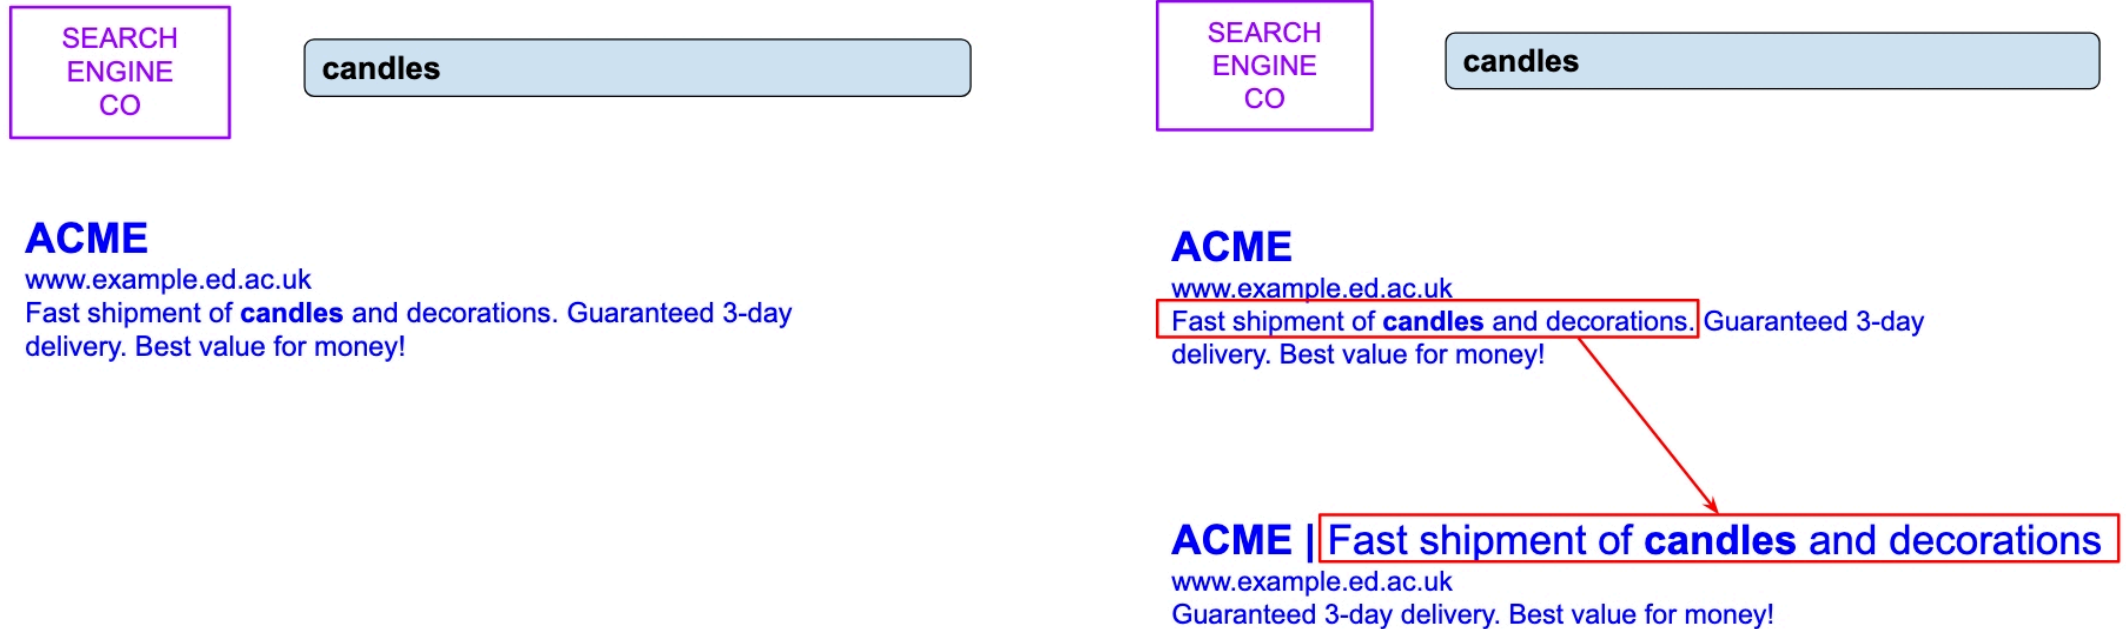 SEARCH
ENGINE
CO
candles
ACME
www.example.ed.ac.uk
Fast shipment of candles and decorations. Guaranteed 3-day
delivery. Best value for money!
SEARCH
ENGINE
CO
candles
ACME
www.example.ed.ac.uk
Fast shipment of candles and decorations. Guaranteed 3-day
delivery. Best value for money!
ACME | Fast shipment of candles and decorations
www.example.ed.ac.uk
Guaranteed 3-day delivery. Best value for money!